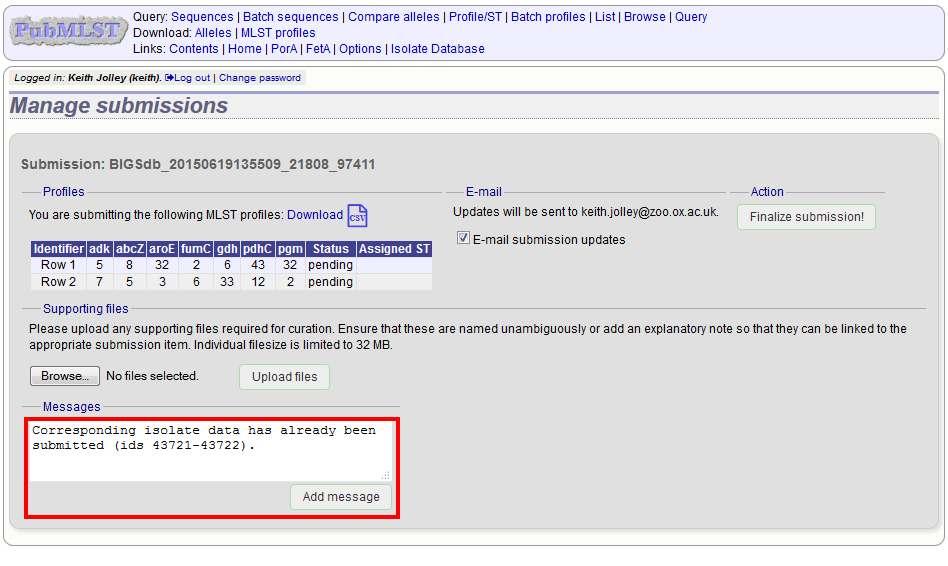 PubMLST
Query: Sequences | Batch sequences | Compare alleles | Profile/ST | Batch profiles | List | Browse | Query
Download: Alleles | MLST profiles
Links: Contents | Home | PorA | FetA | Options | Isolate Database
Logged in: Keith Jolley (keith). Log out | Change password
Manage submissions
Submission: BIGSdb_20150619135509_21808_97411
Profiles
You are submitting the following MLST profiles: Download CSV
Identifier adk abcZ aroE fumC gdh pdhC pgm Status Assigned ST
Row 1 5 8 32 2 6 43 32 pending
Row 2 7 5 3 6 33 12 2 pending
E-mail
Updates will be sent to keith.jolley@zoo.ox.ac.uk.
E-mail submission updates
Action
Finalize submission!
Supporting files
Please upload any supporting files required for curation. Ensure that these are named unambiguously or add an explanatory note so that they can be linked to the
appropriate submission item. Individual filesize is limited to 32 MB.
Browse... No files selected. Upload files
Messages
Corresponding isolate data has already been
submitted (ids 43721-43722).
Add message